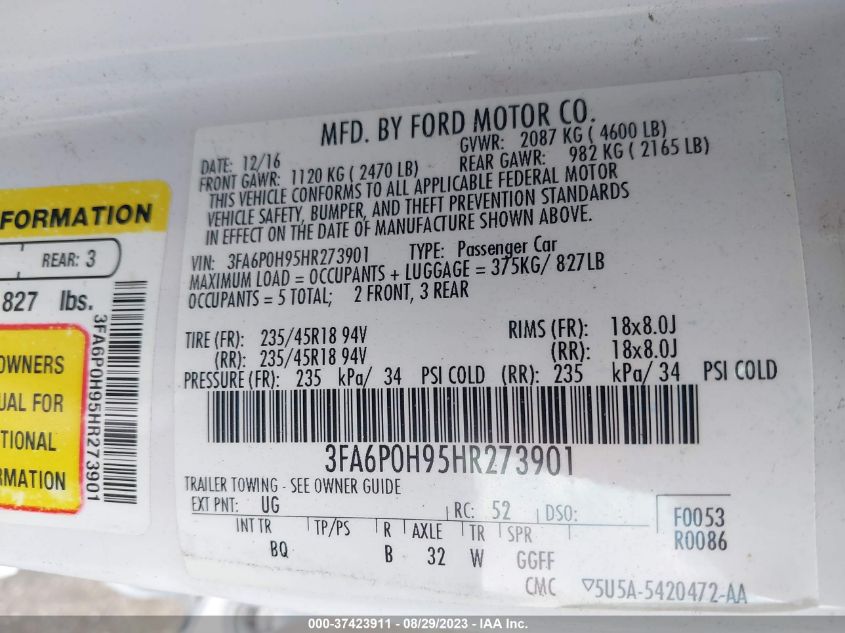 MFD. BY FORD MOTOR CO.
DATE: 12/16 GVWR: 2087 KG ( 4600 LB)
FRONT GAWR: 1120 KG ( 2470 LB) REAR GAWR: 982 KG ( 2165 LB)
THIS VEHICLE CONFORMS TO ALL APPLICABLE FEDERAL MOTOR
VEHICLE SAFETY, BUMPER, AND THEFT PREVENTION STANDARDS
IN EFFECT ON THE DATE OF MANUFACTURE SHOWN ABOVE.
VIN: 3FA6P0H95HR273901 TYPE: Passenger Car
MAXIMUM LOAD = OCCUPANTS + LUGGAGE = 375KG/ 827LB
OCCUPANTS = 5 TOTAL; 2 FRONT, 3 REAR
TIRE (FR): 235/45R18 94V RIMS (FR): 18x8.0J
(RR): 235/45R18 94V (RR): 18x8.0J
PRESSURE (FR): 235 kPa/ 34 PSI COLD (RR): 235 kPa/ 34 PSI COLD
3FA6P0H95HR273901
TRAILER TOWING - SEE OWNER GUIDE
EXT PNT: UG RC: 52 DSO: F0053
INT TR TP/PS R AXLE TR SPR R0086
BQ B 32 W GGFF
CMC ▽5U5A-5420472-AA
FORMATION
REAR: 3
827 lbs.
3FA6P0H95HR273901
OWNERS
UAL FOR
TIONAL
RMATION
000-37423911 - 08/29/2023 - IAA Inc.